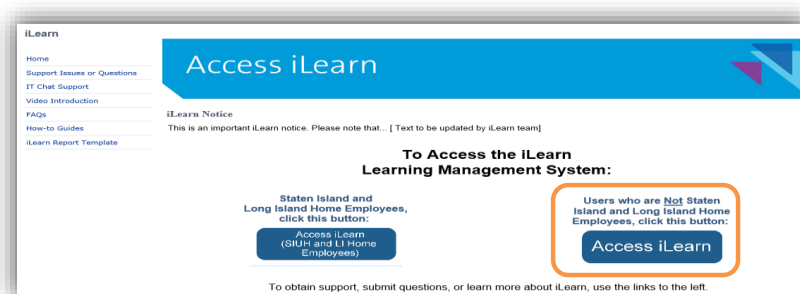 iLearn
Home
Support Issues or Questions
IT Chat Support
Video Introduction
FAQs
How-to Guides
iLearn Report Template
Access iLearn
iLearn Notice
This is an important iLearn notice. Please note that... [ Text to be updated by iLearn team]
To Access the iLearn
Learning Management System:
Staten Island and
Long Island Home Employees,
click this button:
Access iLearn
(SIUH and LI Home
Employees)
Users who are Not Staten
Island and Long Island Home
Employees, click this button:
Access iLearn
To obtain support, submit questions, or learn more about iLearn, use the links to the left.